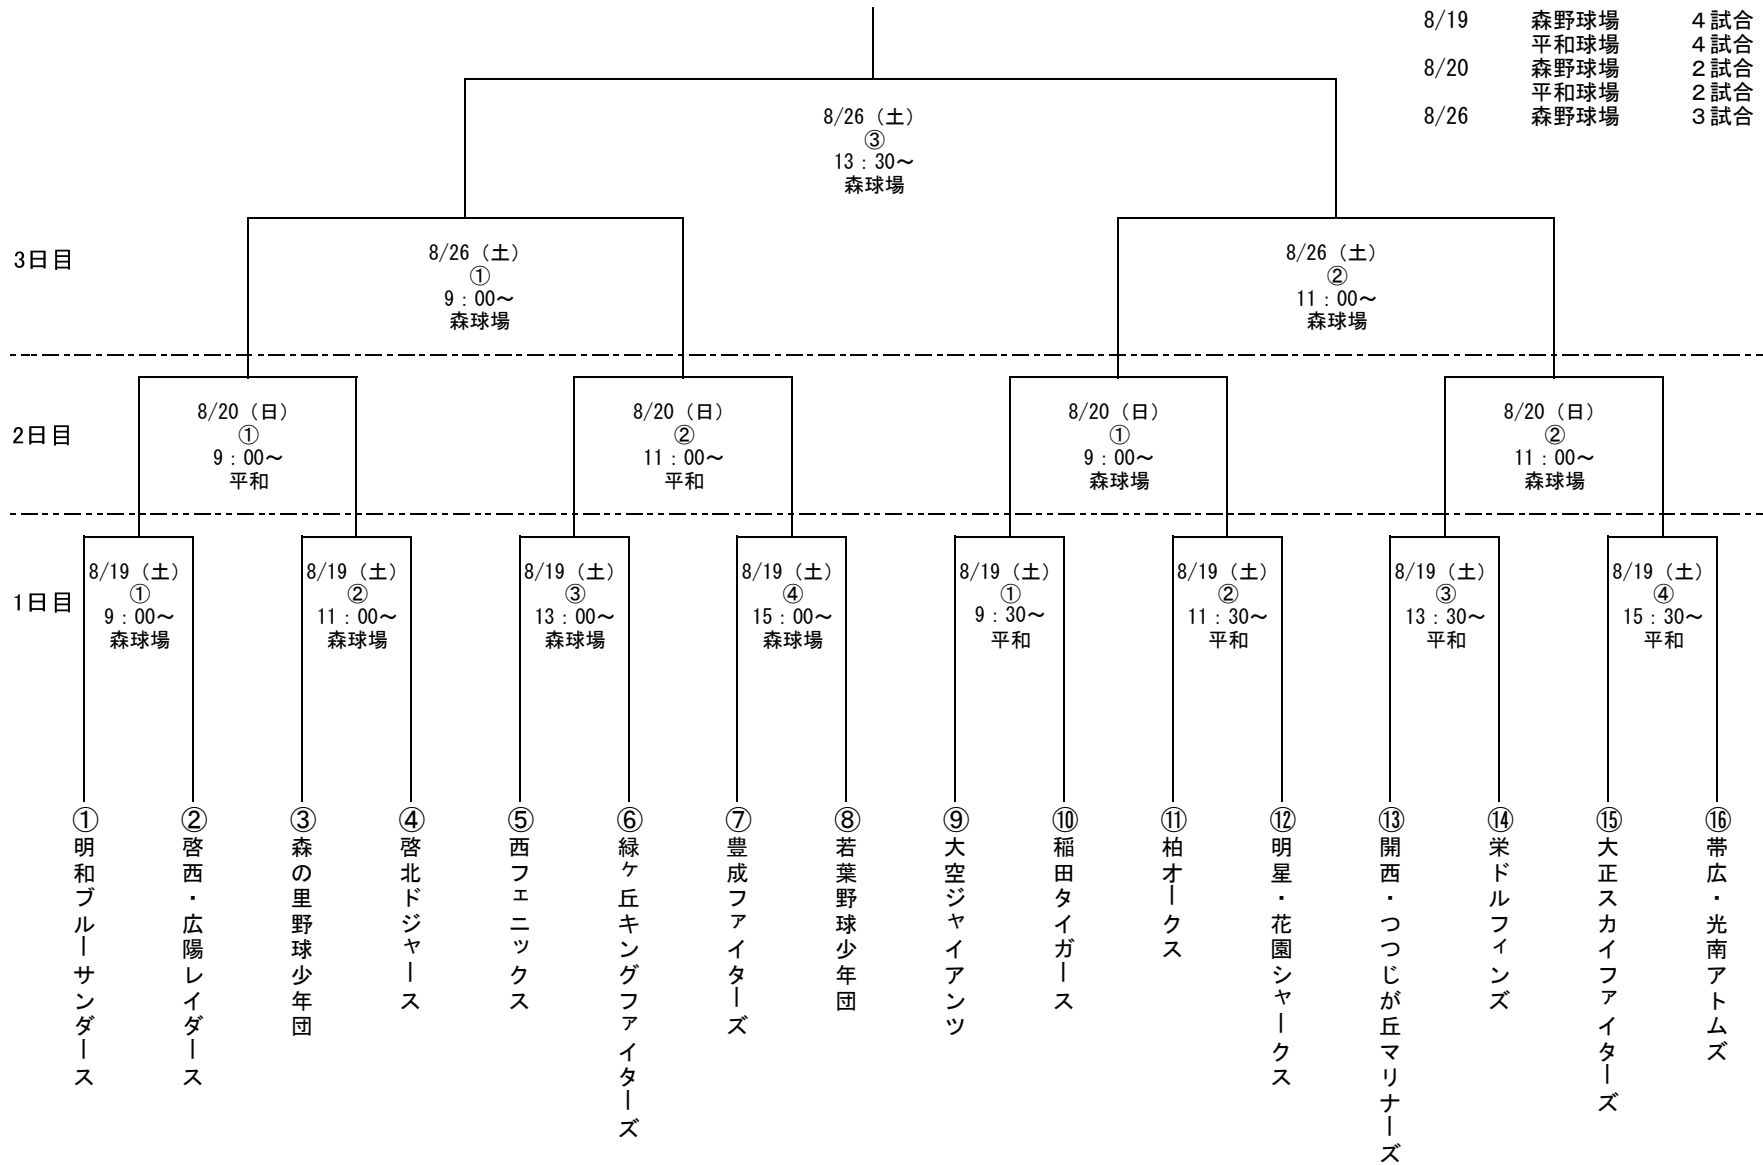 8/19 森野球場 ４試合
平和球場 ４試合
8/20 森野球場 ２試合
平和球場 ２試合
8/26 森野球場 ３試合
8/26（土）
③
13：30～
森球場
3日目
8/26（土）
①
9：00～
森球場
8/26（土）
②
11：00～
森球場
2日目
8/20（日）
①
9：00～
平和
8/20（日）
②
11：00～
平和
8/20（日）
①
9：00～
森球場
8/20（日）
②
11：00～
森球場
1日目
8/19（土）
①
9：00～
森球場
8/19（土）
②
11：00～
森球場
8/19（土）
③
13：00～
森球場
8/19（土）
④
15：00～
森球場
8/19（土）
①
9：30～
平和
8/19（土）
②
11：30～
平和
8/19（土）
③
13：30～
平和
8/19（土）
④
15：30～
平和
①明和ブルーサンダース
②啓西・広陽レイダース
③森の里野球少年団
④啓北ドジャース
⑤西フェニックス
⑥緑ヶ丘キングファイターズ
⑦豊成ファイターズ
⑧若葉野球少年団
⑨大空ジャイアンツ
⑩稲田タイガース
⑪柏オークス
⑫明星・花園シャークス
⑬開西・つつじが丘マリナーズ
⑭栄ドルフィンズ
⑮大正スカイファイターズ
⑯帯広・光南アトムズ